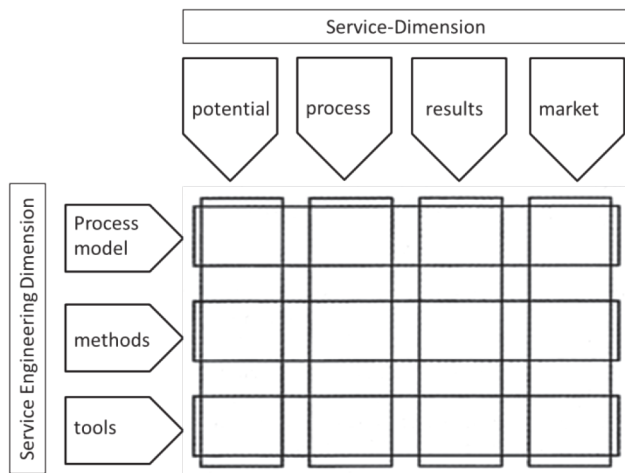 Service-Dimension
potential
process
results
market
Service Engineering Dimension
Process
model
methods
tools